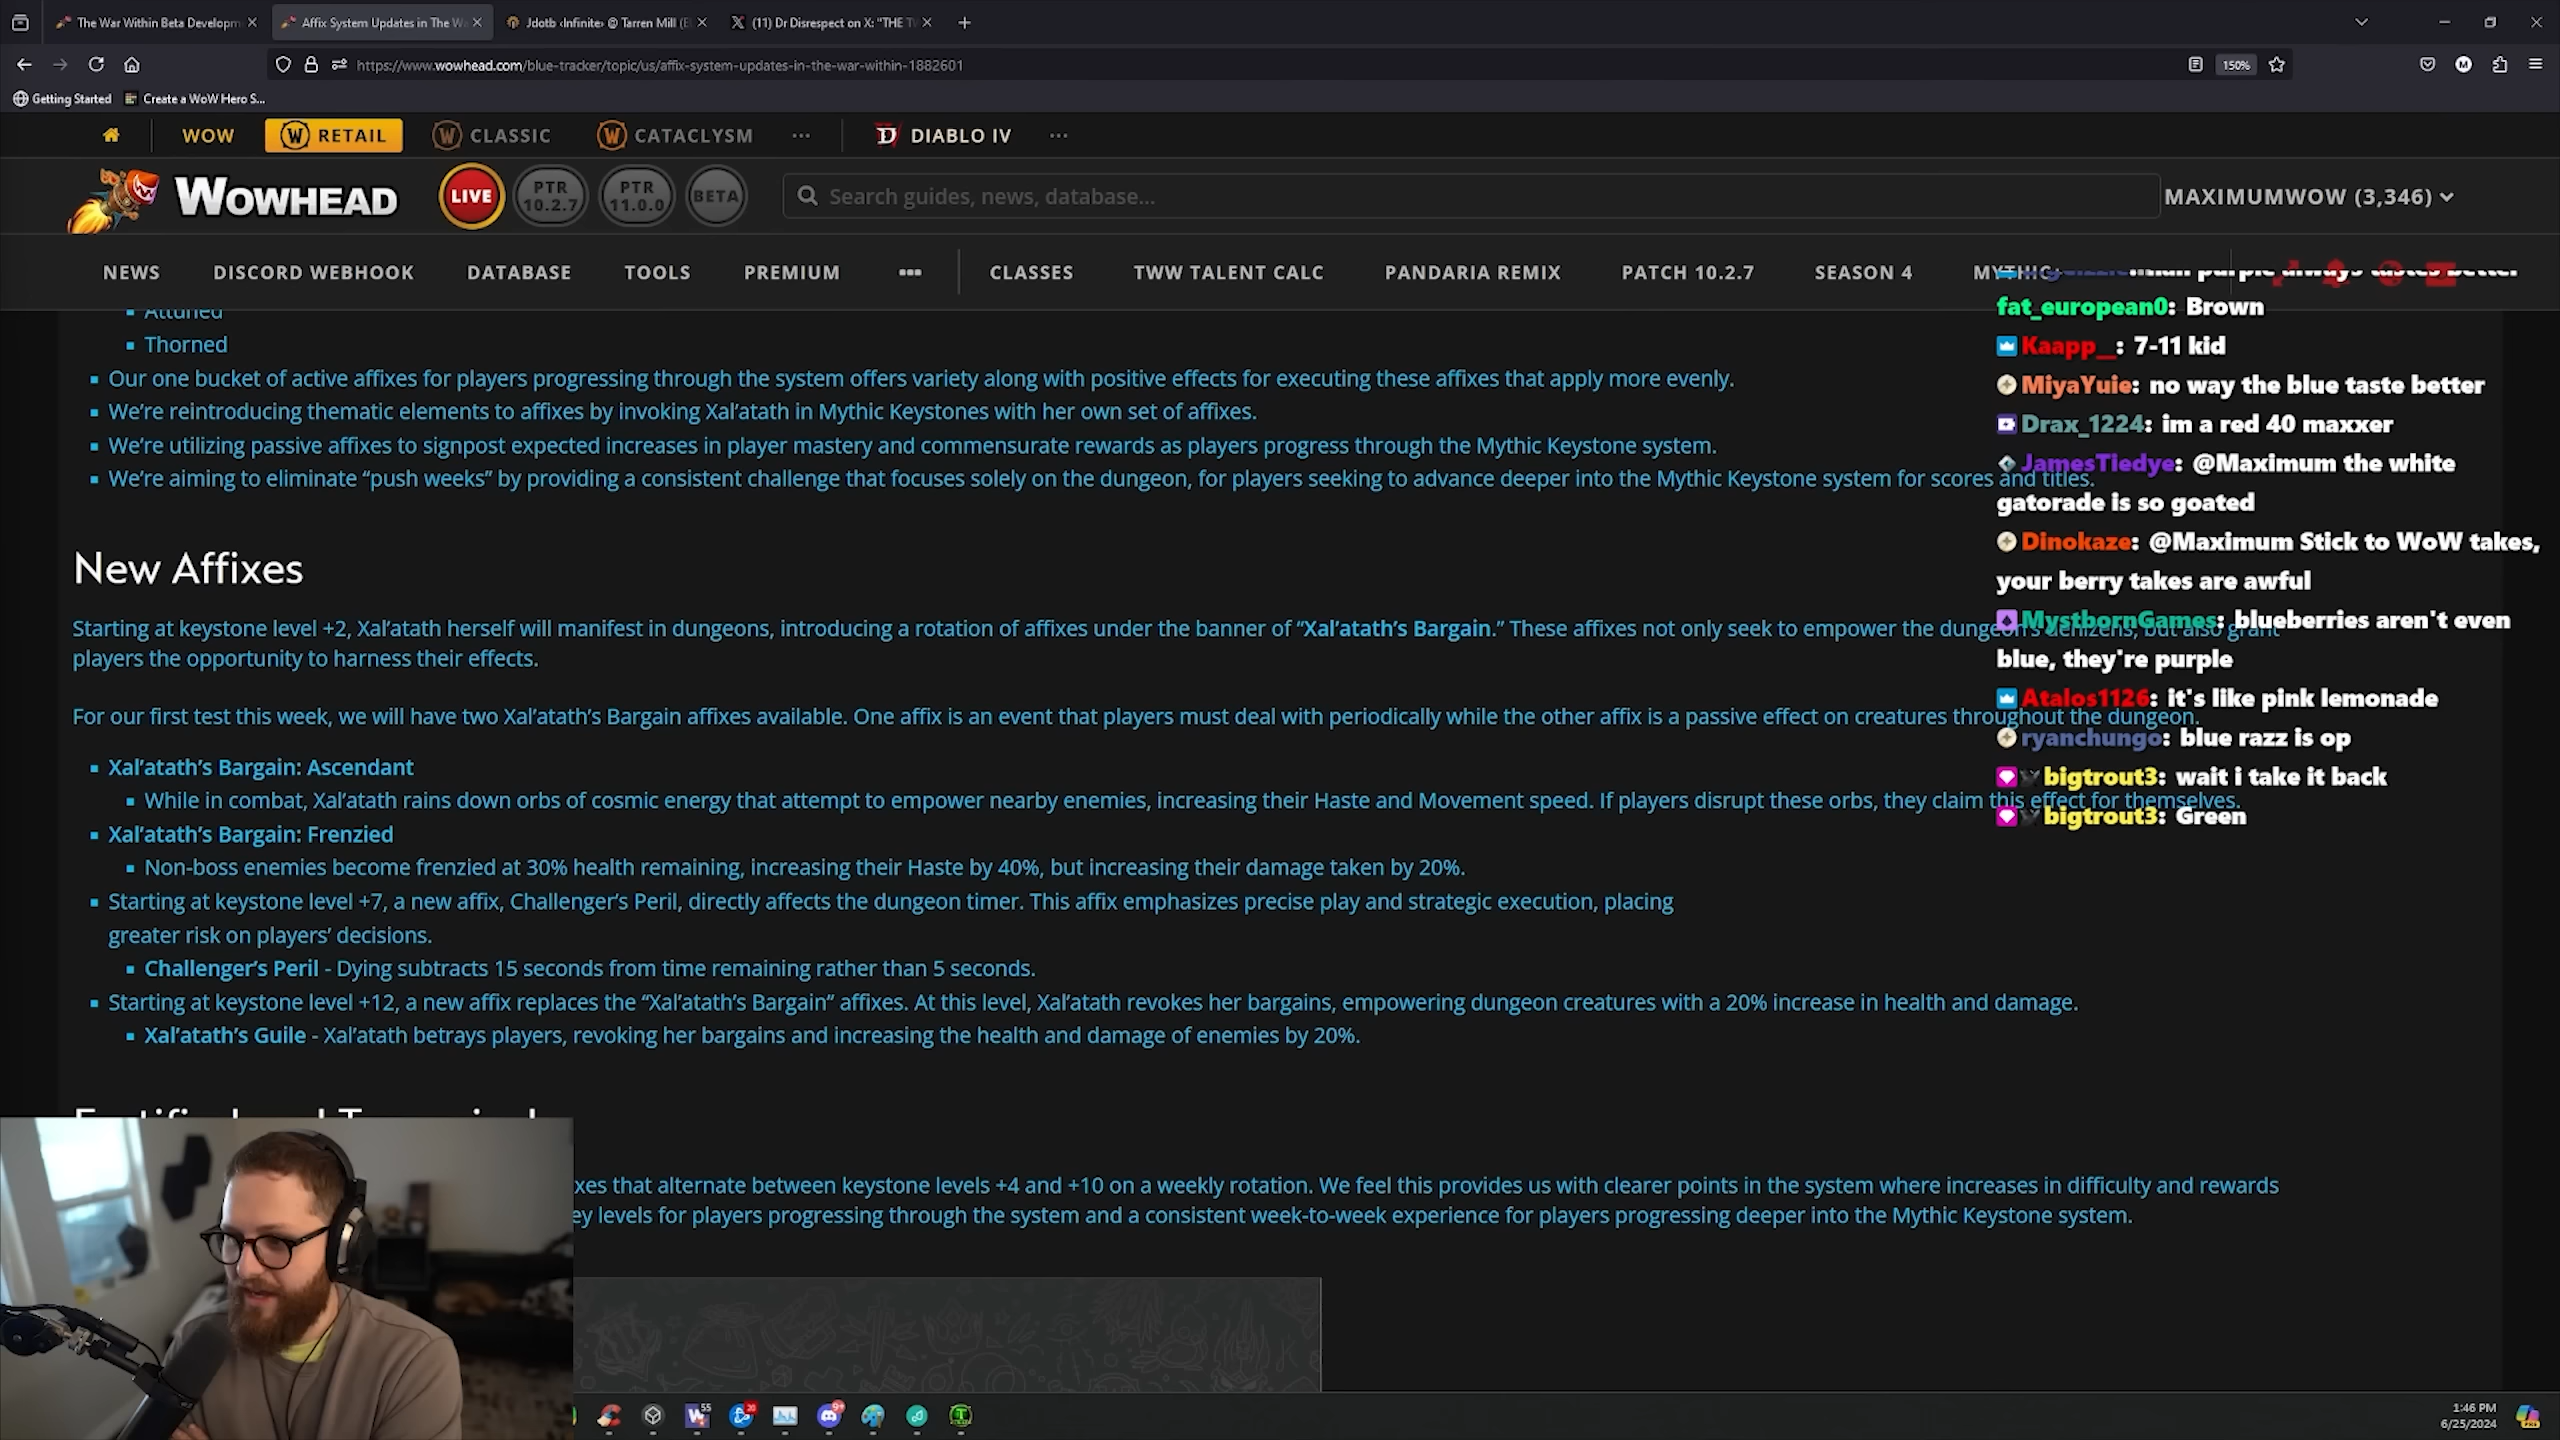 The War Within Beta Developm
Affix System Updates in The Wa
Jdotb ‹Infinite› @ Tarren Mill (E
(11) Dr Disrespect on X: "THE TW
https://www.wowhead.com/blue-tracker/topic/us/affix-system-updates-in-the-war-within-1882601
150%
M
Getting Started
Create a WoW Hero S...
WOW
RETAIL
CLASSIC
CATACLYSM
DIABLO IV
WOWHEAD
LIVE
PTR 10.2.7
PTR 11.0.0
BETA
Search guides, news, database...
MAXIMUMWOW (3,346)
NEWS
DISCORD WEBHOOK
DATABASE
TOOLS
PREMIUM
CLASSES
TWW TALENT CALC
PANDARIA REMIX
PATCH 10.2.7
SEASON 4
MYTHIC+
Attuned
Thorned
Our one bucket of active affixes for players progressing through the system offers variety along with positive effects for executing these affixes that apply more evenly.
We're reintroducing thematic elements to affixes by invoking Xal'atath in Mythic Keystones with her own set of affixes.
We're utilizing passive affixes to signpost expected increases in player mastery and commensurate rewards as players progress through the Mythic Keystone system.
We're aiming to eliminate “push weeks” by providing a consistent challenge that focuses solely on the dungeon, for players seeking to advance deeper into the Mythic Keystone system for scores and titles.
New Affixes
Starting at keystone level +2, Xal'atath herself will manifest in dungeons, introducing a rotation of affixes under the banner of “Xal'atath's Bargain.” These affixes not only seek to empower the dungeon's denizens, but also grant
players the opportunity to harness their effects.
For our first test this week, we will have two Xal'atath's Bargain affixes available. One affix is an event that players must deal with periodically while the other affix is a passive effect on creatures throughout the dungeon.
Xal'atath's Bargain: Ascendant
While in combat, Xal'atath rains down orbs of cosmic energy that attempt to empower nearby enemies, increasing their Haste and Movement speed. If players disrupt these orbs, they claim this effect for themselves.
Xal'atath's Bargain: Frenzied
Non-boss enemies become frenzied at 30% health remaining, increasing their Haste by 40%, but increasing their damage taken by 20%.
Starting at keystone level +7, a new affix, Challenger's Peril, directly affects the dungeon timer. This affix emphasizes precise play and strategic execution, placing
greater risk on players' decisions.
Challenger's Peril - Dying subtracts 15 seconds from time remaining rather than 5 seconds.
Starting at keystone level +12, a new affix replaces the “Xal'atath's Bargain” affixes. At this level, Xal'atath revokes her bargains, empowering dungeon creatures with a 20% increase in health and damage.
Xal'atath's Guile - Xal'atath betrays players, revoking her bargains and increasing the health and damage of enemies by 20%.
xes that alternate between keystone levels +4 and +10 on a weekly rotation. We feel this provides us with clearer points in the system where increases in difficulty and rewards
ey levels for players progressing through the system and a consistent week-to-week experience for players progressing deeper into the Mythic Keystone system.
purple always tastes better
fat_european0: Brown
Kaapp__: 7-11 kid
MiyaYuie: no way the blue taste better
Drax_1224: im a red 40 maxxer
JamesTiedye: @Maximum the white
gatorade is so goated
Dinokaze: @Maximum Stick to WoW takes,
your berry takes are awful
MystbornGames: blueberries aren't even
blue, they're purple
Atalos1126: it's like pink lemonade
ryanchungo: blue razz is op
bigtrout3: wait i take it back
bigtrout3: Green
55
20
9+
1:46 PM
6/25/2024